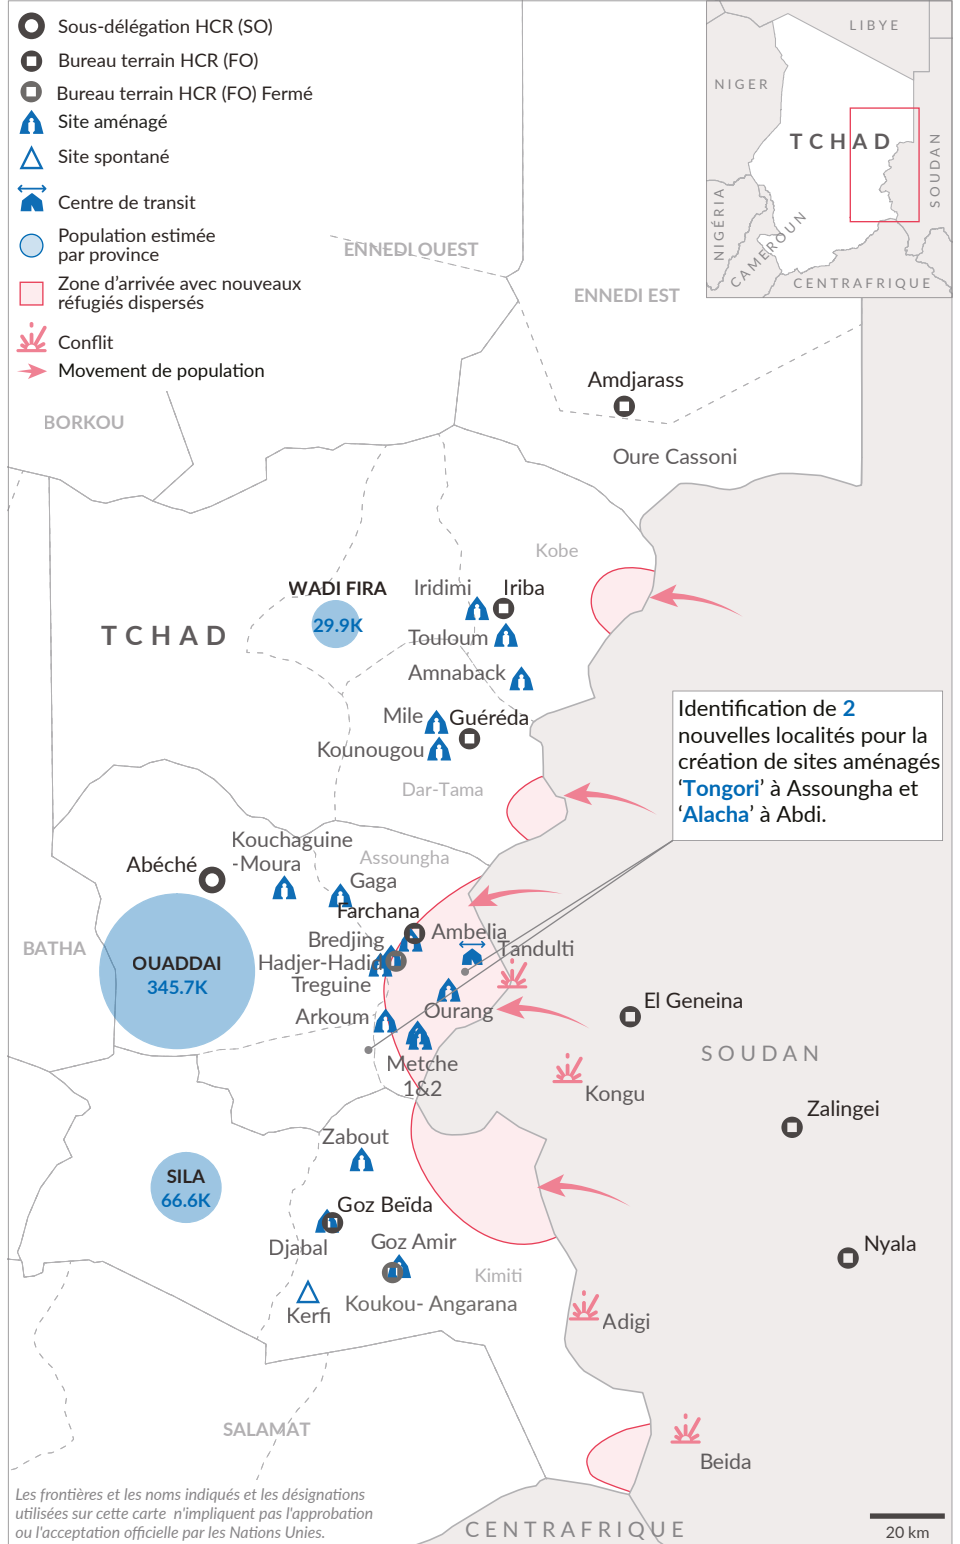 Sous-délégation HCR (SO)
Bureau terrain HCR (FO)
Bureau terrain HCR (FO) Fermé
Site aménagé
Site spontané
Centre de transit
Population estimée
par province
Zone d'arrivée avec nouveaux
réfugiés dispersés
Conflit
Movement de population
LIBYE
NIGER
TCHAD
SOUDAN
NIGÉRIA
CAMEROUN
CENTRAFRIQUE
ENNEDI OUEST
ENNEDI EST
Amdjarass
BORKOU
Oure Cassoni
Kobe
WADI FIRA
29.9K
Iridimi
Iriba
TCHAD
Touloum
Amnaback
Mile
Guéréda
Kounougou
Dar-Tama
Identification de 2
nouvelles localités pour la
création de sites aménagés
‘Tongori’ à Assoungha et
‘Alacha’ à Abdi.
Kouchaguine
-Moura
Assoungha
Abéché
Gaga
Farchana
Bredjing
Ambelia
Tandulti
BATHA
OUADDAI
345.7K
Hadjer-Hadid
Treguine
Ourang
Arkoum
El Geneina
SOUDAN
Metche
1&2
Kongu
Zalingei
Zabout
SILA
66.6K
Goz Beïda
Djabal
Goz Amir
Nyala
Kimiti
Koukou- Angarana
Kerfi
Adigi
SALAMAT
Beida
Les frontières et les noms indiqués et les désignations
utilisées sur cette carte n'impliquent pas l'approbation
ou l'acceptation officielle par les Nations Unies.
CENTRAFRIQUE
20 km